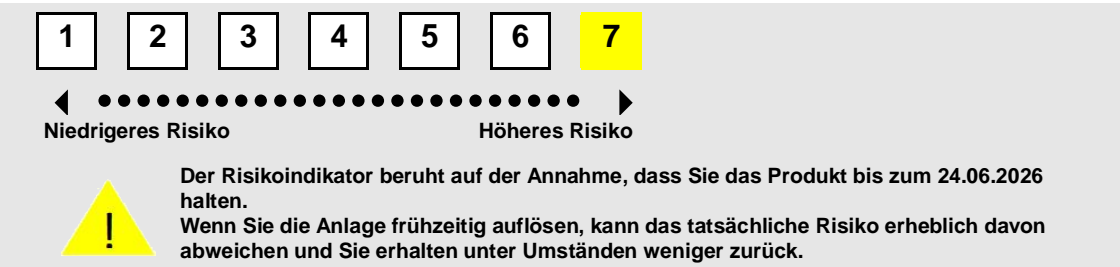 1 2 3 4 5 6 7
Niedrigeres Risiko Höheres Risiko
Der Risikoindikator beruht auf der Annahme, dass Sie das Produkt bis zum 24.06.2026
halten.
Wenn Sie die Anlage frühzeitig auflösen, kann das tatsächliche Risiko erheblich davon
abweichen und Sie erhalten unter Umständen weniger zurück.
!